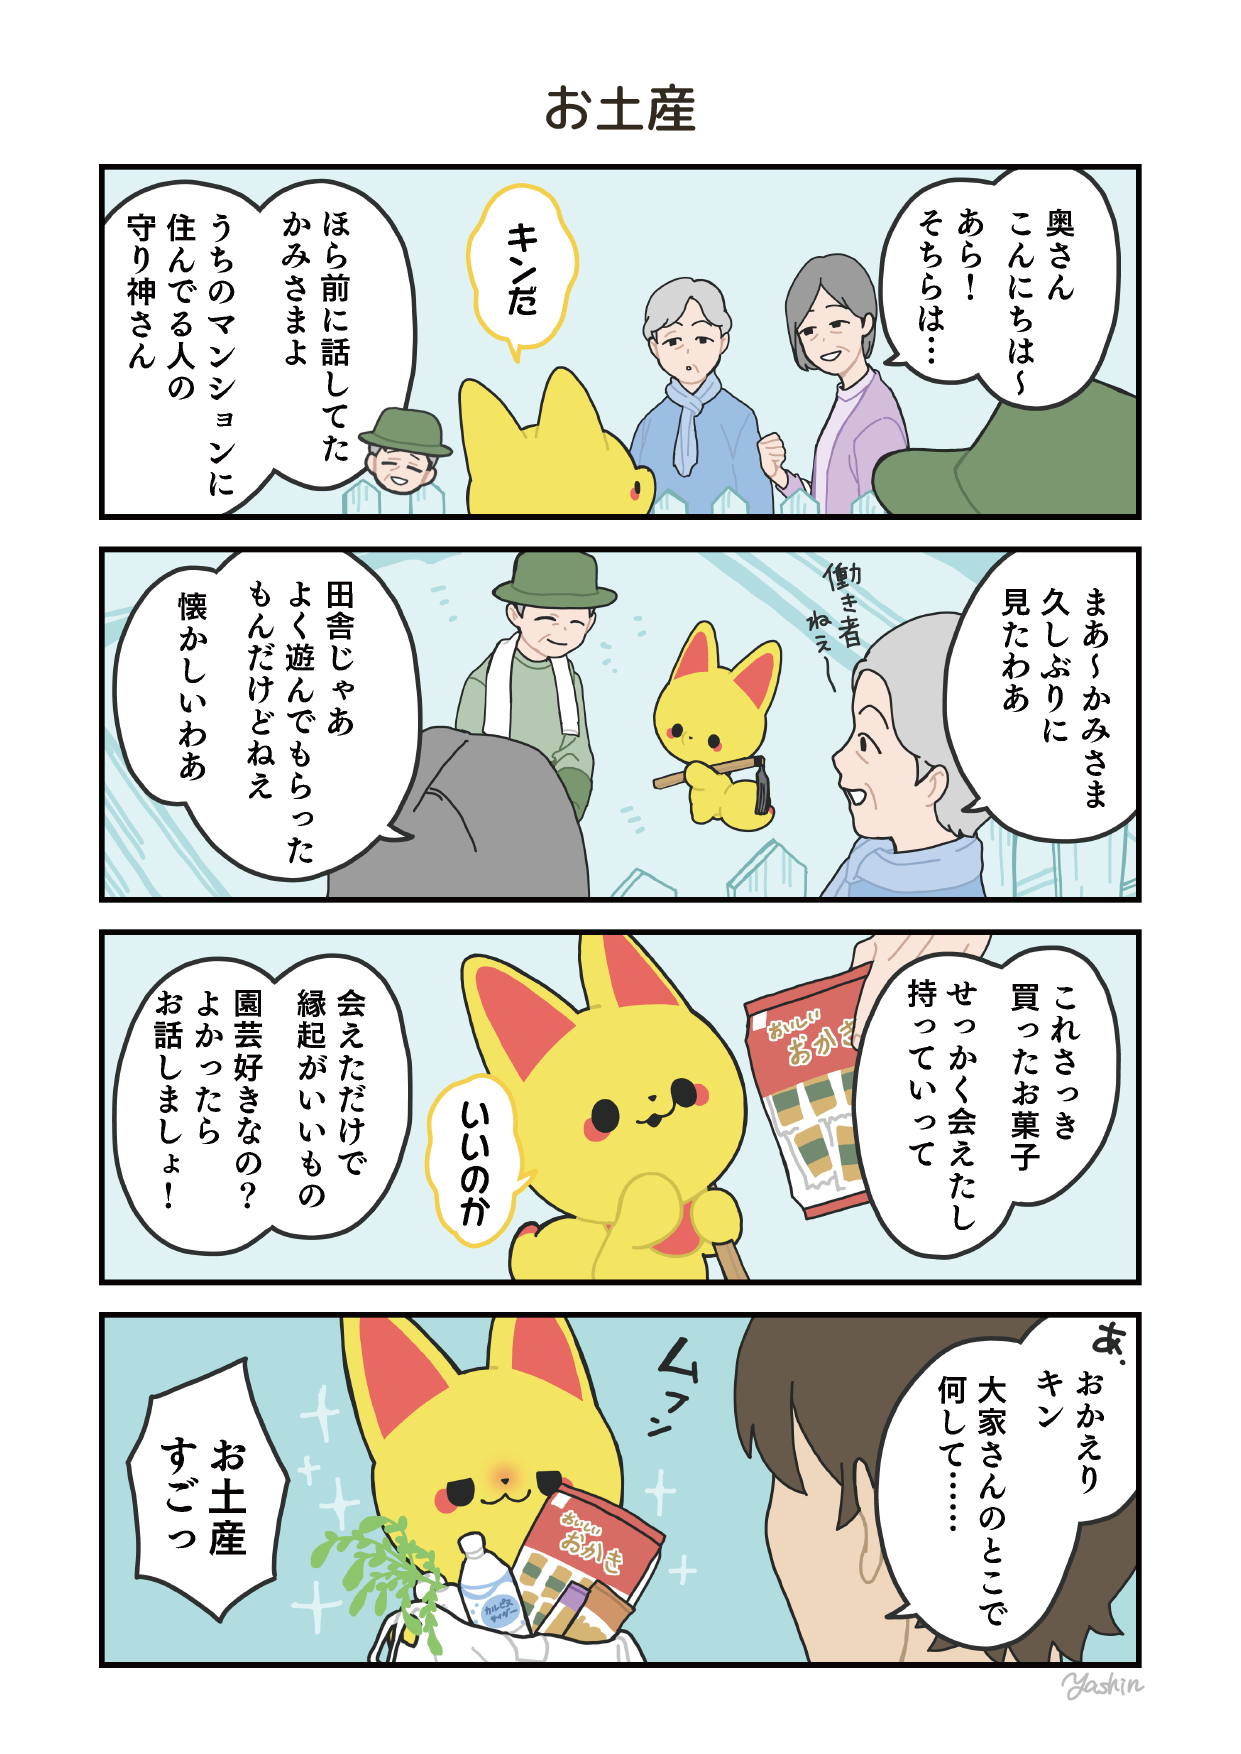 お土産
奥さん
こんにちは〜
あら！
そちらは…
キンだ
ほら前に話してた
かみさまよ
うちのマンションに
住んでる人の
守り神さん
まあ〜かみさま
久しぶりに
見たわあ
働き者
ねぇー
田舎じゃあ
よく遊んでもらった
もんだけどねえ
懐かしいわあ
これさっき
買ったお菓子
せっかく会えたし
持っていって
おいしい
おかき
いいのか
会えただけで
縁起がいいもの
園芸好きなの？
よかったら
お話しましょ！
あ、
おかえり
キン
大家さんのとこで
何して……
ムフン
おいしい
おかき
カルピス
サイダー
お土産
すごっ
Yashin